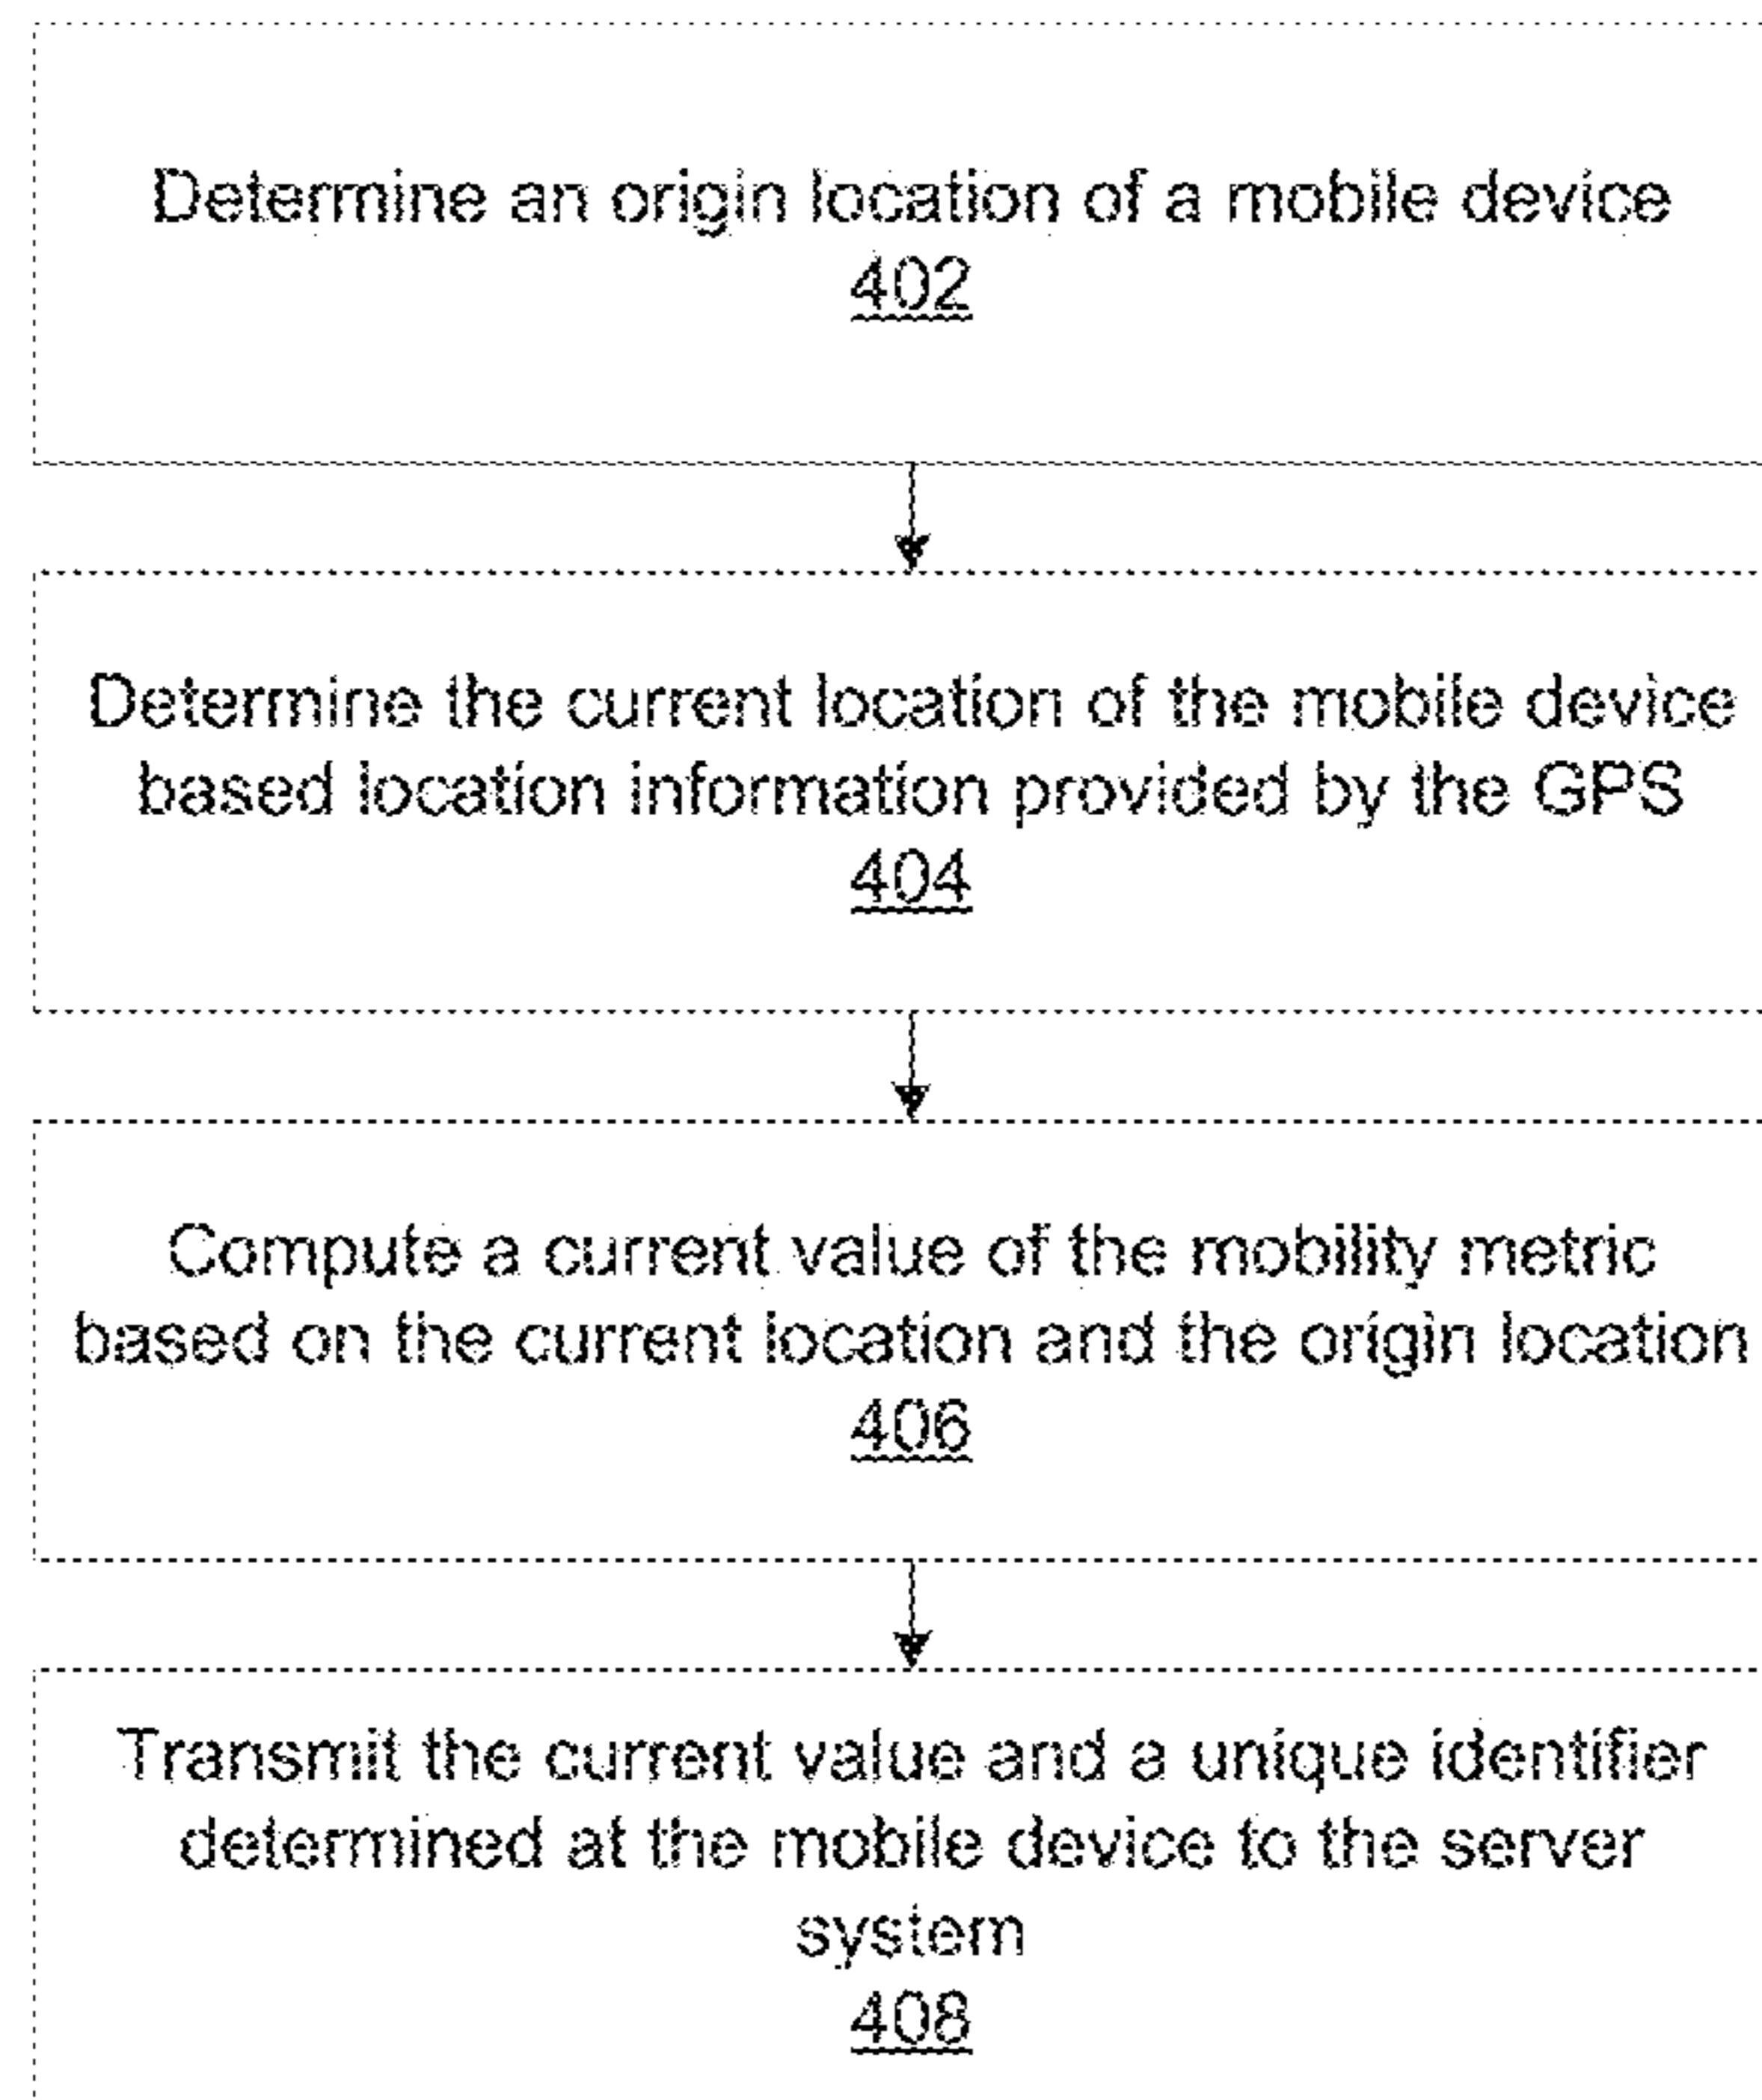 Determine an origin location of a mobile device
402
Determine the current location of the mobile device
based location information provided by the GPS
404
Compute a current value of the mobility metric
based on the current location and the origin location
406
Transmit the current value and a unique identifier
determined at the mobile device to the server
system
408